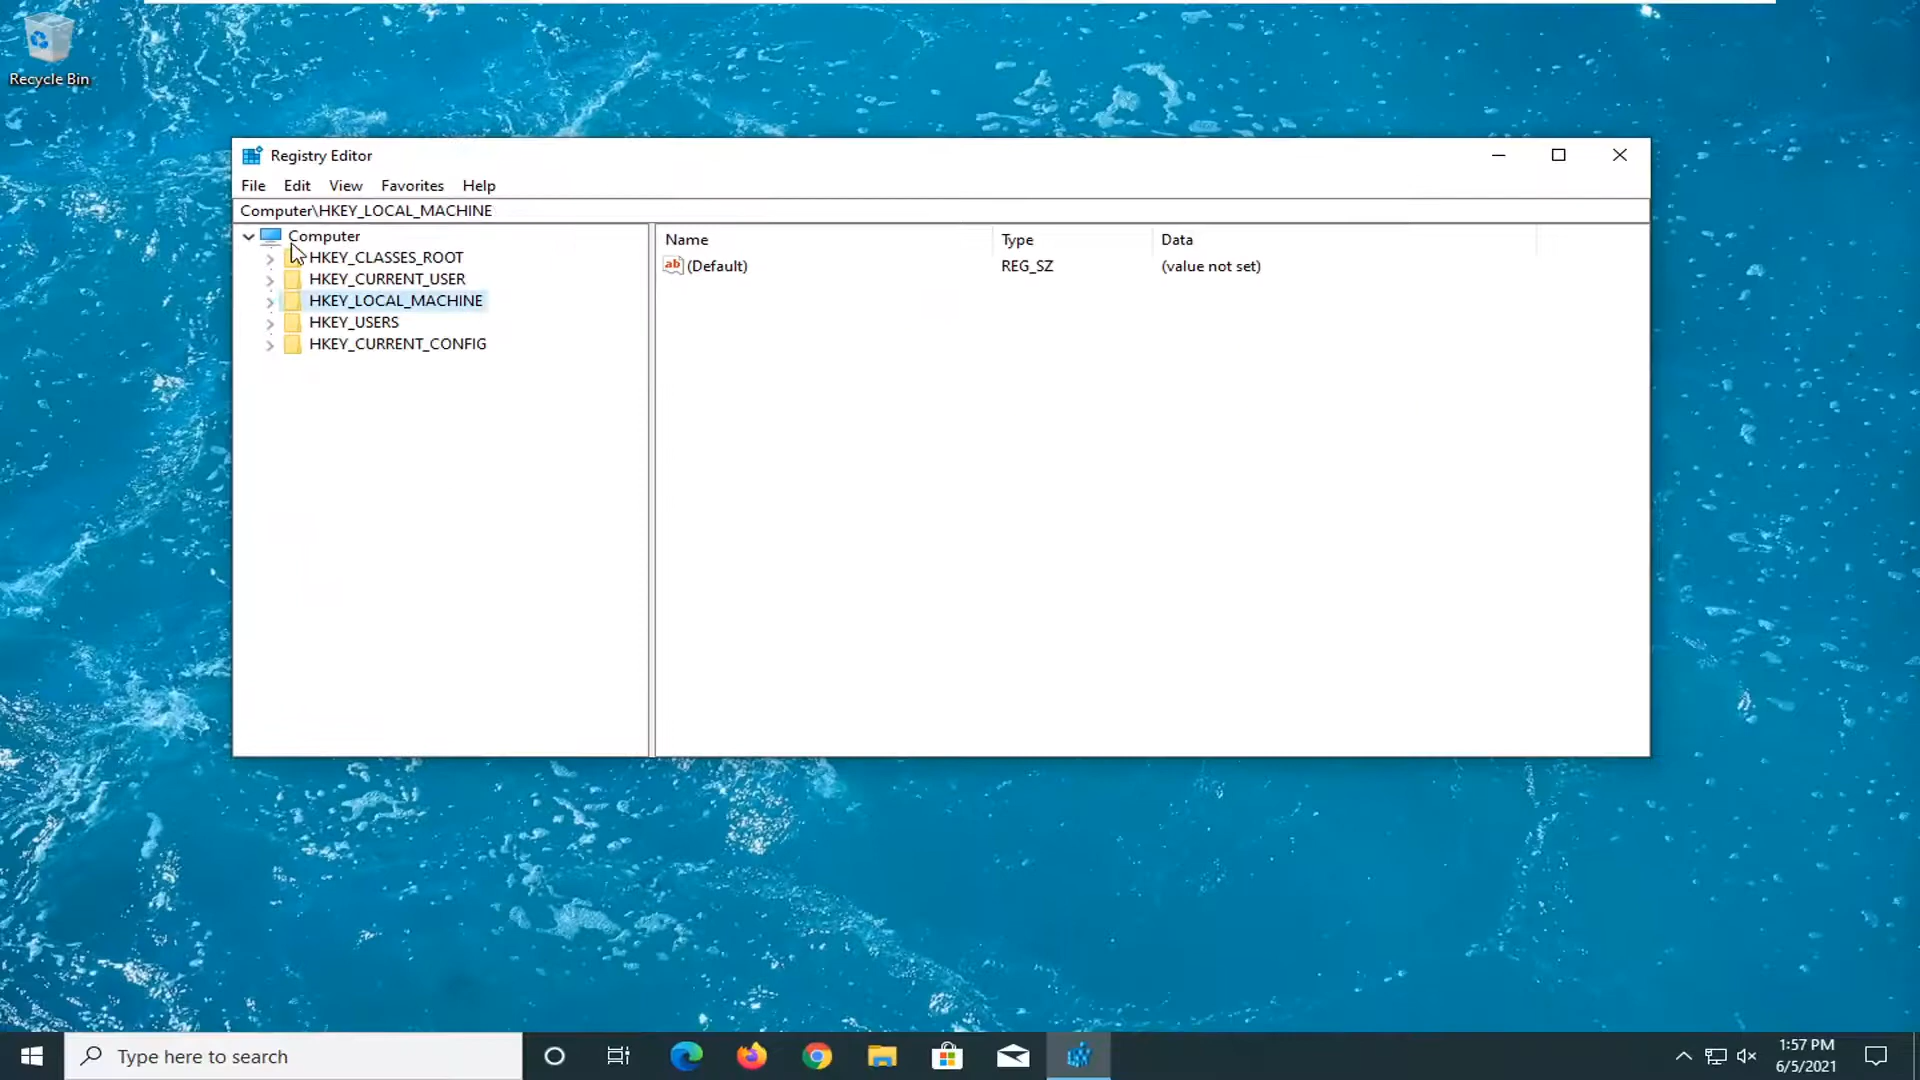 Recycle Bin
Registry Editor
File Edit View Favorites Help
Computer\HKEY_LOCAL_MACHINE
Computer
HKEY_CLASSES_ROOT
HKEY_CURRENT_USER
HKEY_LOCAL_MACHINE
HKEY_USERS
HKEY_CURRENT_CONFIG
Name Type Data
ab (Default) REG_SZ (value not set)
Type here to search
1:57 PM
6/5/2021